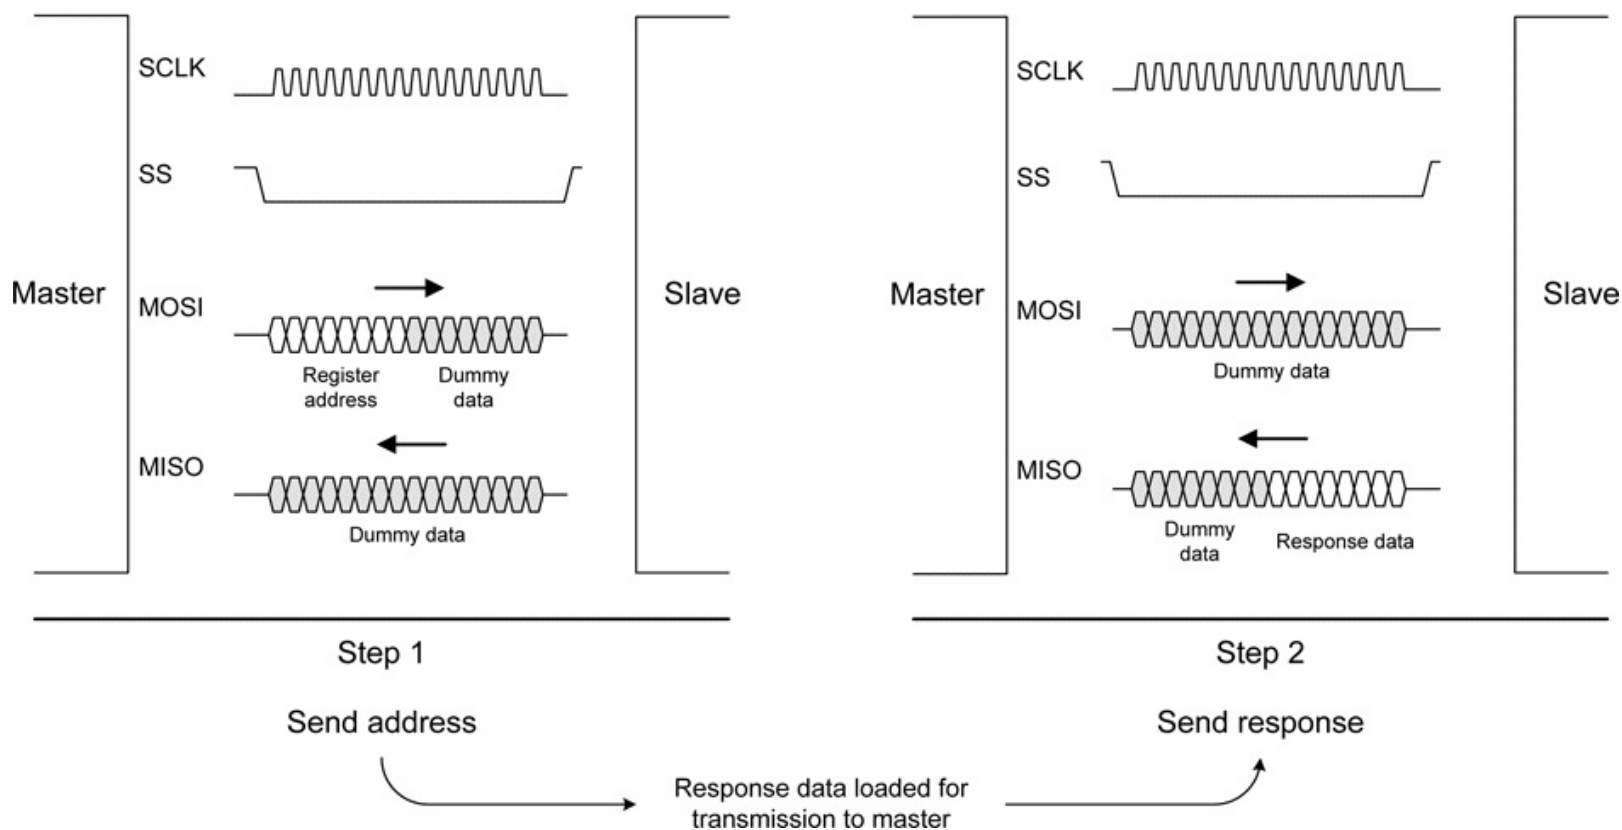 SCLK
SS
Master
MOSI
Slave
Register
address
Dummy
data
MISO
Dummy data
Step 1
Send address
SCLK
SS
Master
MOSI
Slave
Dummy data
MISO
Dummy
data
Response data
Step 2
Send response
Response data loaded for
transmission to master